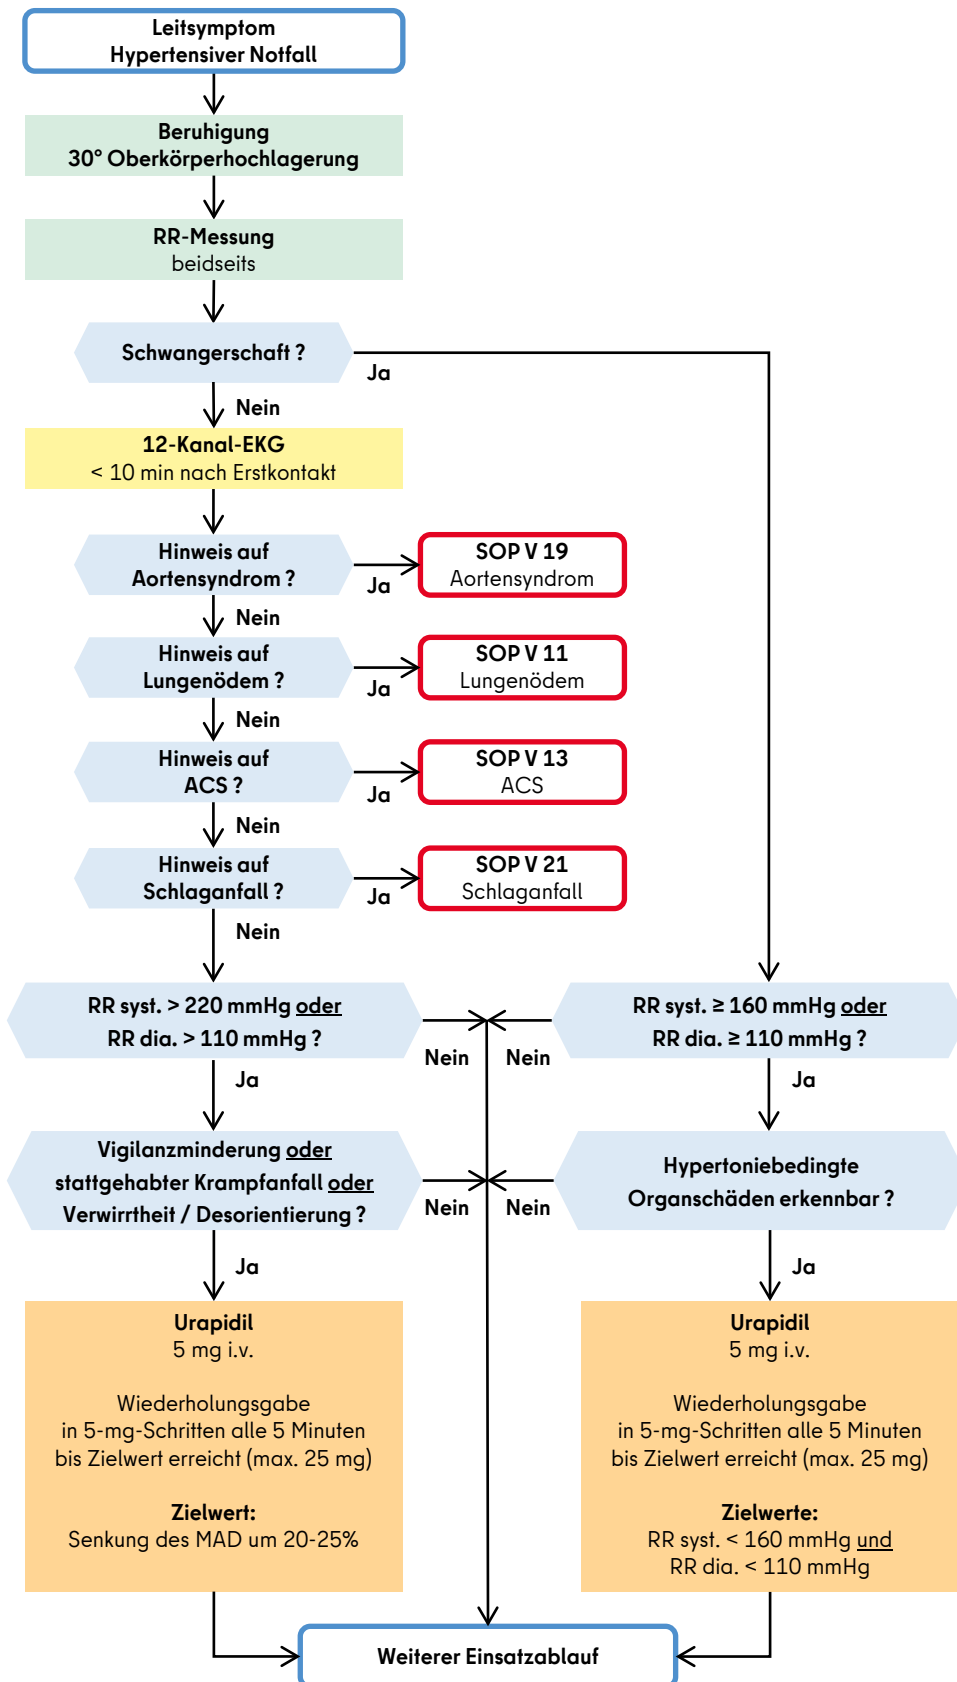 Leitsymptom
Hypertensiver Notfall
Beruhigung
30° Oberkörperhochlagerung
RR-Messung
beidseits
Schwangerschaft ?
Ja
Nein
12-Kanal-EKG
< 10 min nach Erstkontakt
Hinweis auf
Aortensyndrom ?
Ja
SOP V 19
Aortensyndrom
Nein
Hinweis auf
Lungenödem ?
Ja
SOP V 11
Lungenödem
Nein
Hinweis auf
ACS ?
Ja
SOP V 13
ACS
Nein
Hinweis auf
Schlaganfall ?
Ja
SOP V 21
Schlaganfall
Nein
RR syst. > 220 mmHg oder
RR dia. > 110 mmHg ?
Nein
Ja
RR syst. ≥ 160 mmHg oder
RR dia. ≥ 110 mmHg ?
Nein
Ja
Vigilanzminderung oder
stattgehabter Krampfanfall oder
Verwirrtheit / Desorientierung ?
Nein
Ja
Hypertoniebedingte
Organschäden erkennbar ?
Nein
Ja
Urapidil
5 mg i.v.
Wiederholungsgabe
in 5-mg-Schritten alle 5 Minuten
bis Zielwert erreicht (max. 25 mg)
Zielwert:
Senkung des MAD um 20-25%
Urapidil
5 mg i.v.
Wiederholungsgabe
in 5-mg-Schritten alle 5 Minuten
bis Zielwert erreicht (max. 25 mg)
Zielwerte:
RR syst. < 160 mmHg und
RR dia. < 110 mmHg
Weiterer Einsatzablauf